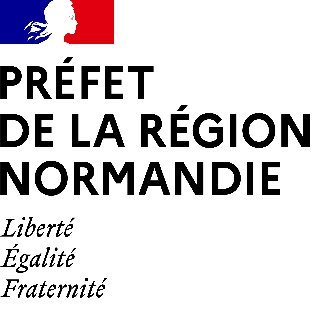 PRÉFET
DE LA RÉGION
NORMANDIE
Liberté
Égalité
Fraternité